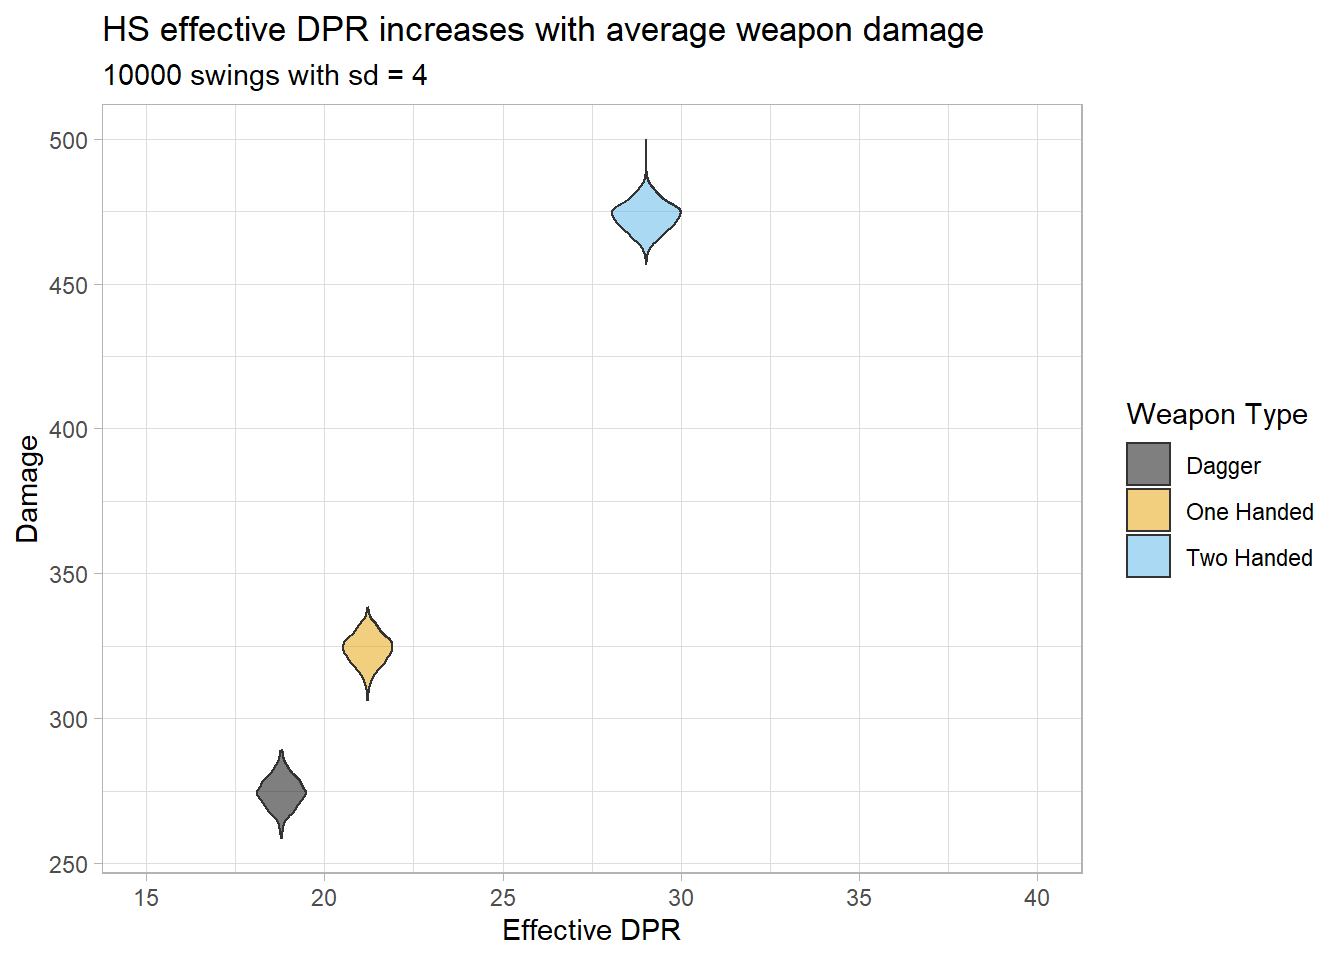 HS effective DPR increases with average weapon damage
10000 swings with sd = 4
500
450
400
350
300
250
Damage
15 20 25 30 35 40
Effective DPR
Weapon Type
Dagger
One Handed
Two Handed